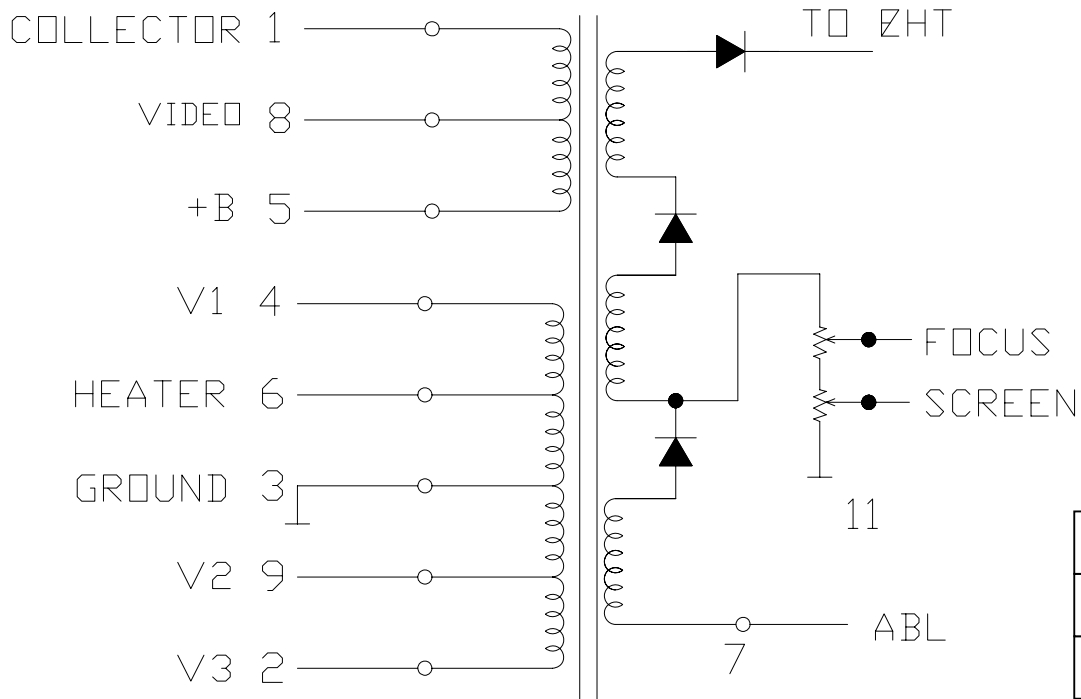 COLLECTOR 1
TO EHT
VIDEO 8
+B 5
V1 4
FOCUS
HEATER 6
SCREEN
GROUND 3
11
V2 9
ABL
7
V3 2